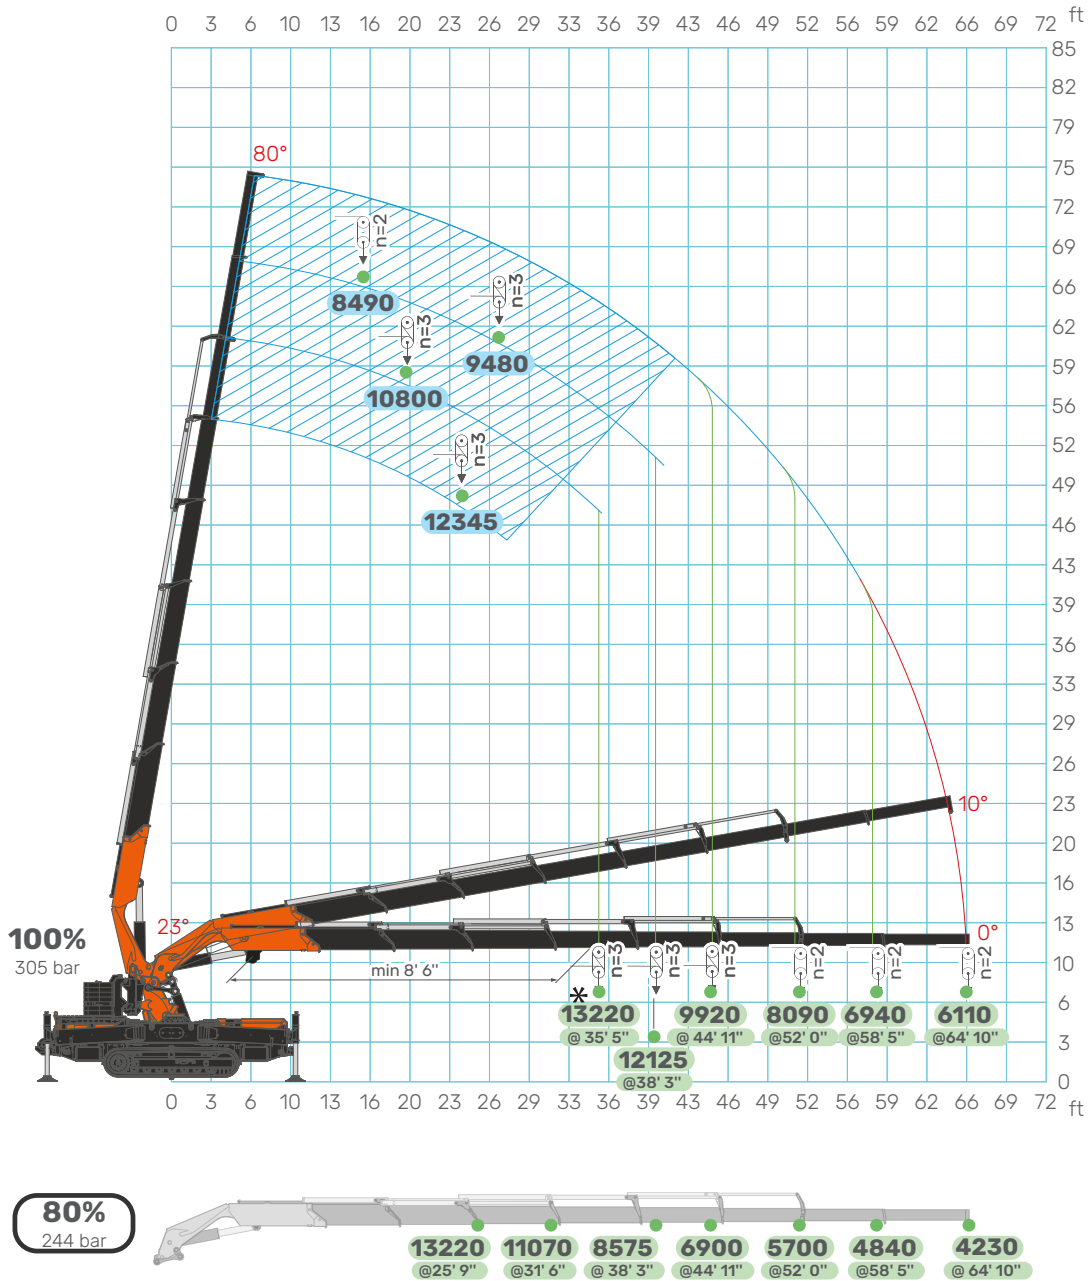 0 3 6 10 13 16 20 23 26 29 33 36 39 43 46 49 52 56 59 62 66 69 72 ft
85
82
79
75
80°
72
n=2
69
8490
n=3
66
n=3
62
9480
59
10800
56
n=3
52
49
12345
46
43
39
36
33
29
26
23
10°
20
16
13
23°
0°
100%
305 bar
min 8' 6"
n=3 n=3 n=3 n=2 n=2 n=2
10
*
6
13220 9920 8090 6940 6110
@ 35' 5" @ 44' 11" @52' 0" @58' 5" @64' 10"
3
12125
@38' 3"
0
0 3 6 10 13 16 20 23 26 29 33 36 39 43 46 49 52 56 59 62 66 69 72 ft
80%
244 bar
13220 11070 8575 6900 5700 4840 4230
@25' 9" @31' 6" @ 38' 3" @44' 11" @52' 0" @58' 5" @ 64' 10"